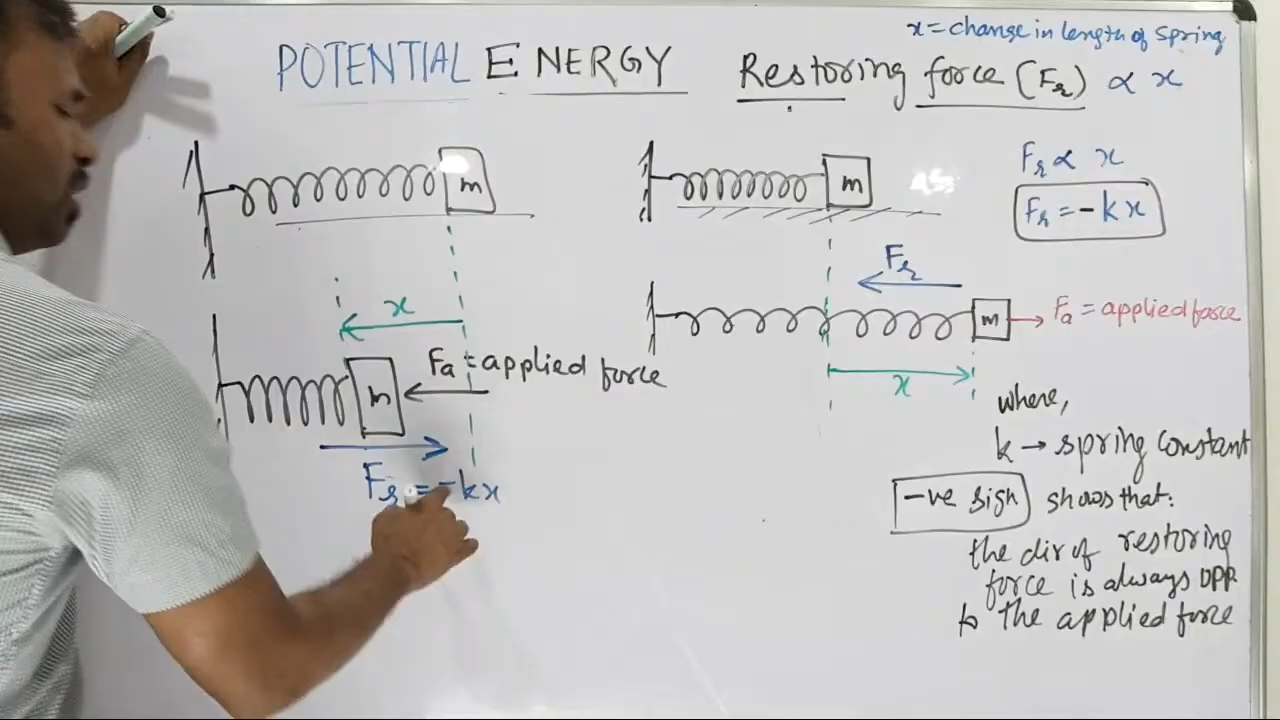 x = change in length of spring
POTENTIAL ENERGY
Restoring force (Fr) ∝ x
m
m
Fr ∝ x
Fr = -kx
Fr
x
m
Fa = applied force
x
m
Fa = applied force
Fr = -kx
where,
k → spring constant
-ve sign shows that:
the dir of restoring
force is always OPP
to the applied force